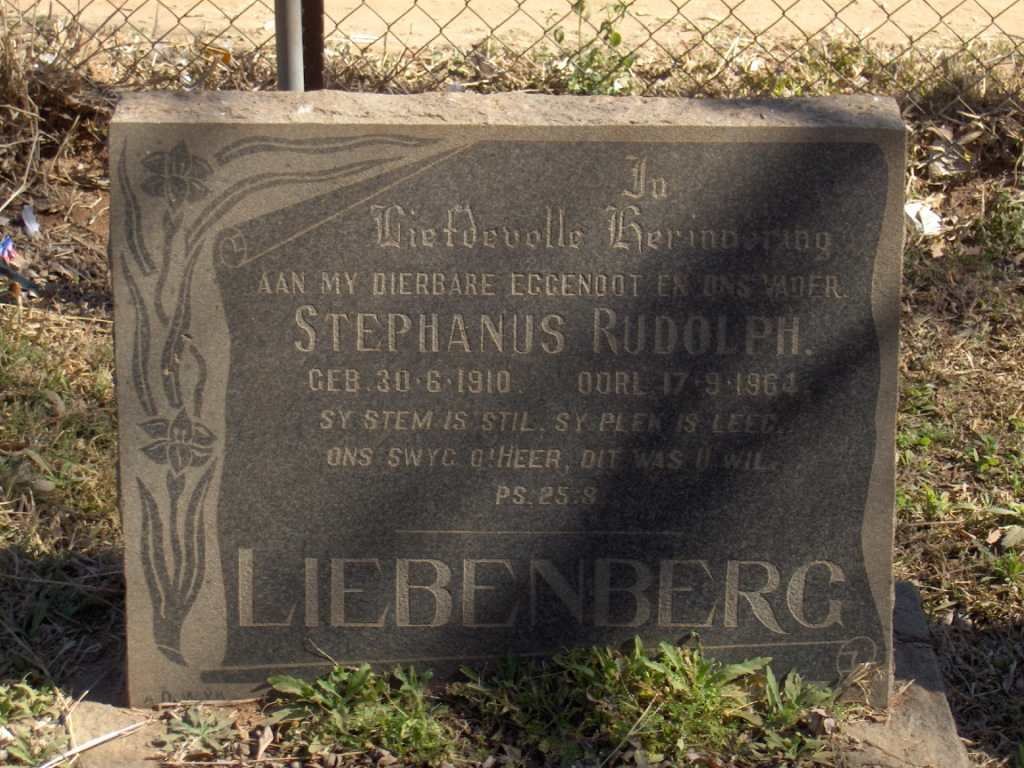 In
Liefdevolle Herinnering
AAN MY DIERBARE EGGENOOT EN ONS VADER.
STEPHANUS RUDOLPH.
GEB. 30·6·1910. OORL. 17·9·1964.
SY STEM IS STIL, SY PLEK IS LEEG,
ONS SWYG O! HEER, DIT WAS U WIL.
PS. 25:8
LIEBENBERG